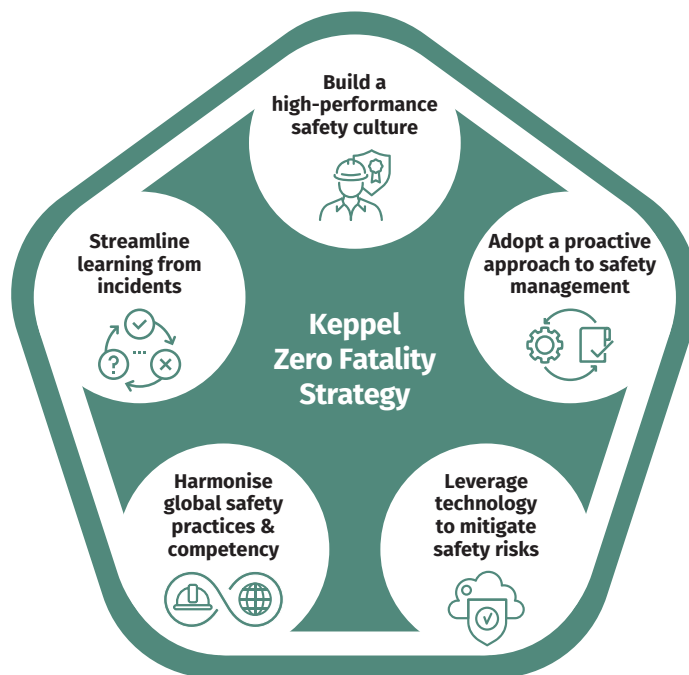 Build a
high-performance
safety culture
Streamline
learning from
incidents
Adopt a proactive
approach to safety
management
Keppel
Zero Fatality
Strategy
Harmonise
global safety
practices &
competency
Leverage
technology
to mitigate
safety risks